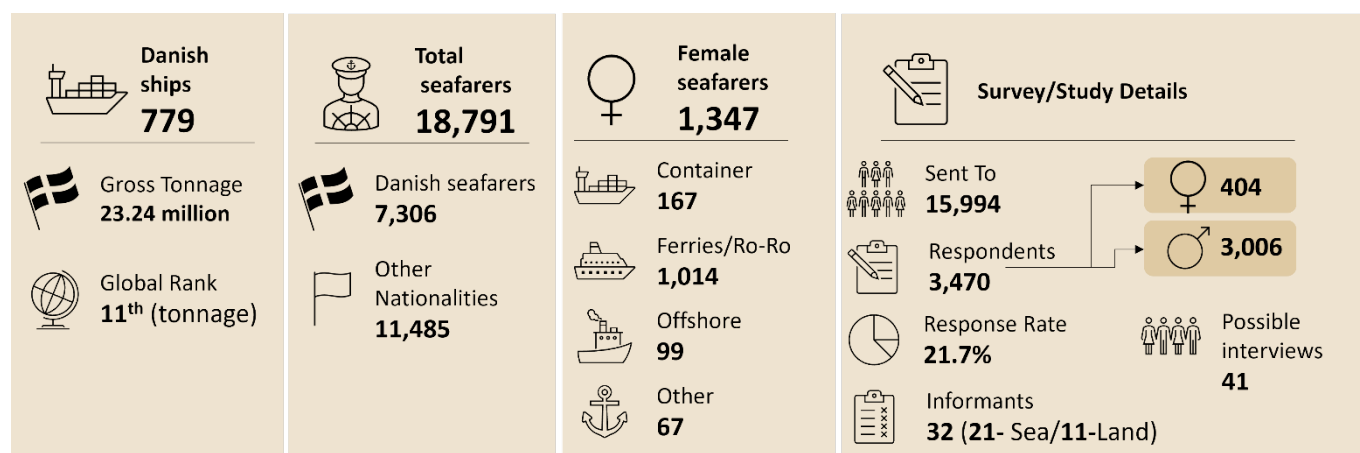 Danish
ships
779
Gross Tonnage
23.24 million
Global Rank
11th (tonnage)
Total
seafarers
18,791
Danish seafarers
7,306
Other
Nationalities
11,485
Female
seafarers
1,347
Container
167
Ferries/Ro-Ro
1,014
Offshore
99
Other
67
Survey/Study Details
Sent To
15,994
Respondents
3,470
404
3,006
Response Rate
21.7%
Possible
interviews
41
Informants
32 (21- Sea/11-Land)